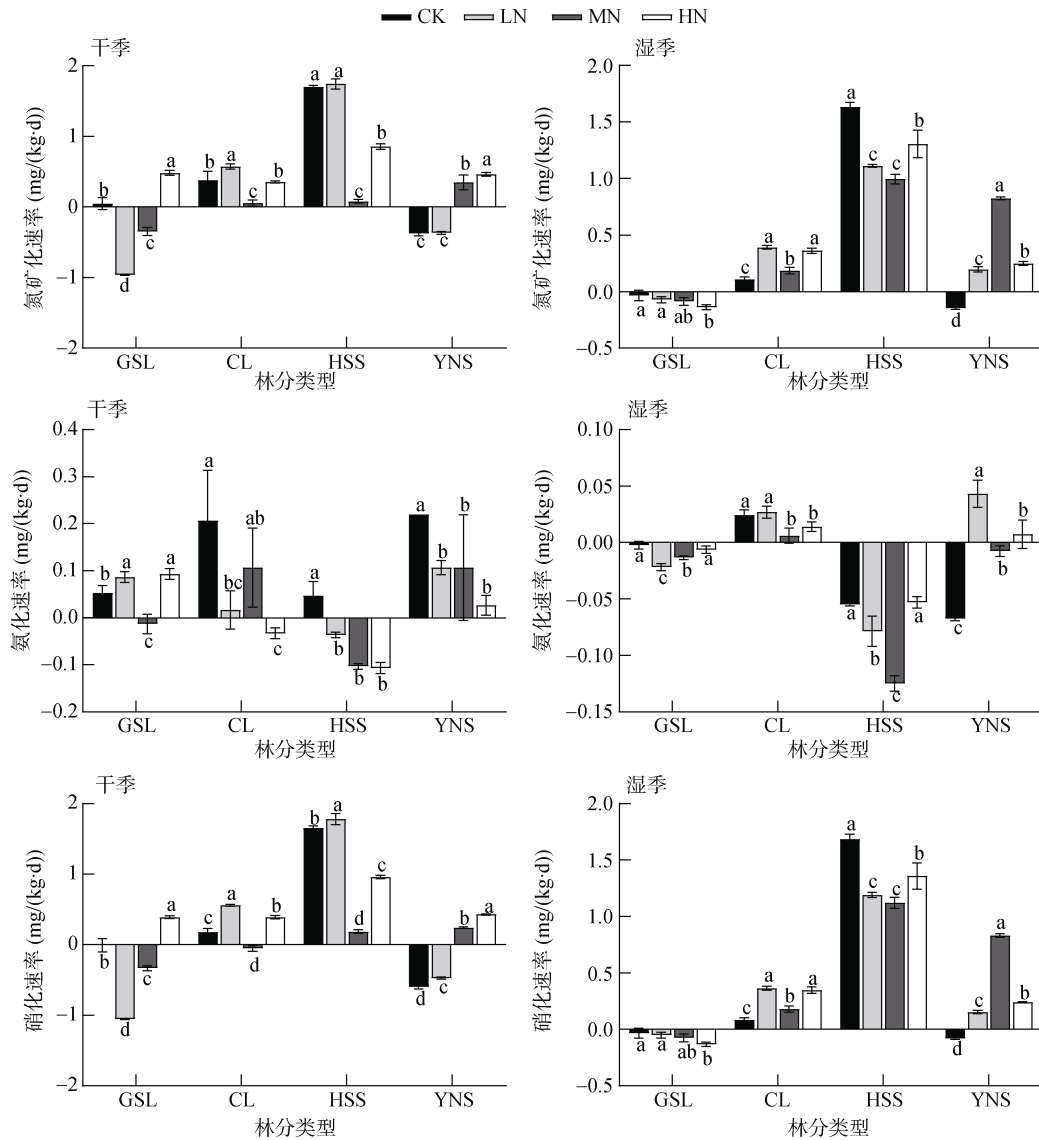 CK LN MN HN
干季
氮矿化速率 (mg/(kg·d))
2
1
0
–1
–2
b d c a
b a c b
a a c b
c c b a
GSL CL HSS YNS
林分类型
湿季
氮矿化速率 (mg/(kg·d))
2.0
1.5
1.0
0.5
0.0
–0.5
a a ab b
c a b a
a c c b
d c a b
GSL CL HSS YNS
林分类型
干季
氨化速率 (mg/(kg·d))
0.4
0.3
0.2
0.1
0.0
–0.1
–0.2
b a c a
a bc ab c
a b b b
a b b b
GSL CL HSS YNS
林分类型
湿季
氨化速率 (mg/(kg·d))
0.10
0.05
0.00
–0.05
–0.10
–0.15
a c b a
a a b b
a b c a
c a b b
GSL CL HSS YNS
林分类型
干季
硝化速率 (mg/(kg·d))
2
1
0
–1
–2
b d c a
c a d b
b a d c
d c b a
GSL CL HSS YNS
林分类型
湿季
硝化速率 (mg/(kg·d))
2.0
1.5
1.0
0.5
0.0
–0.5
a a ab b
c a b a
a c c b
d c a b
GSL CL HSS YNS
林分类型